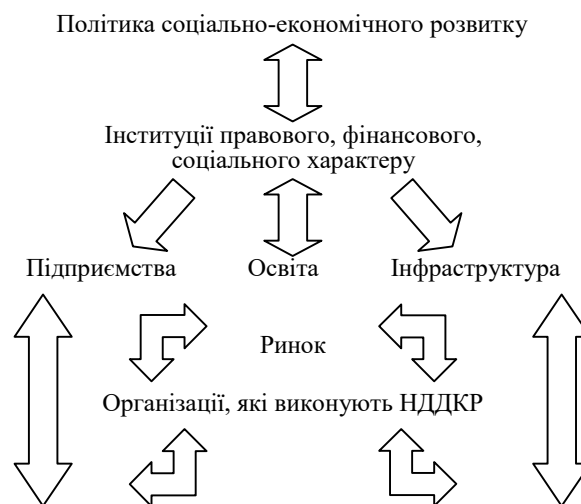 Політика соціально-економічного розвитку
Інституції правового, фінансового,
соціального характеру
Підприємства Освіта Інфраструктура
Ринок
Організації, які виконують НДДКР